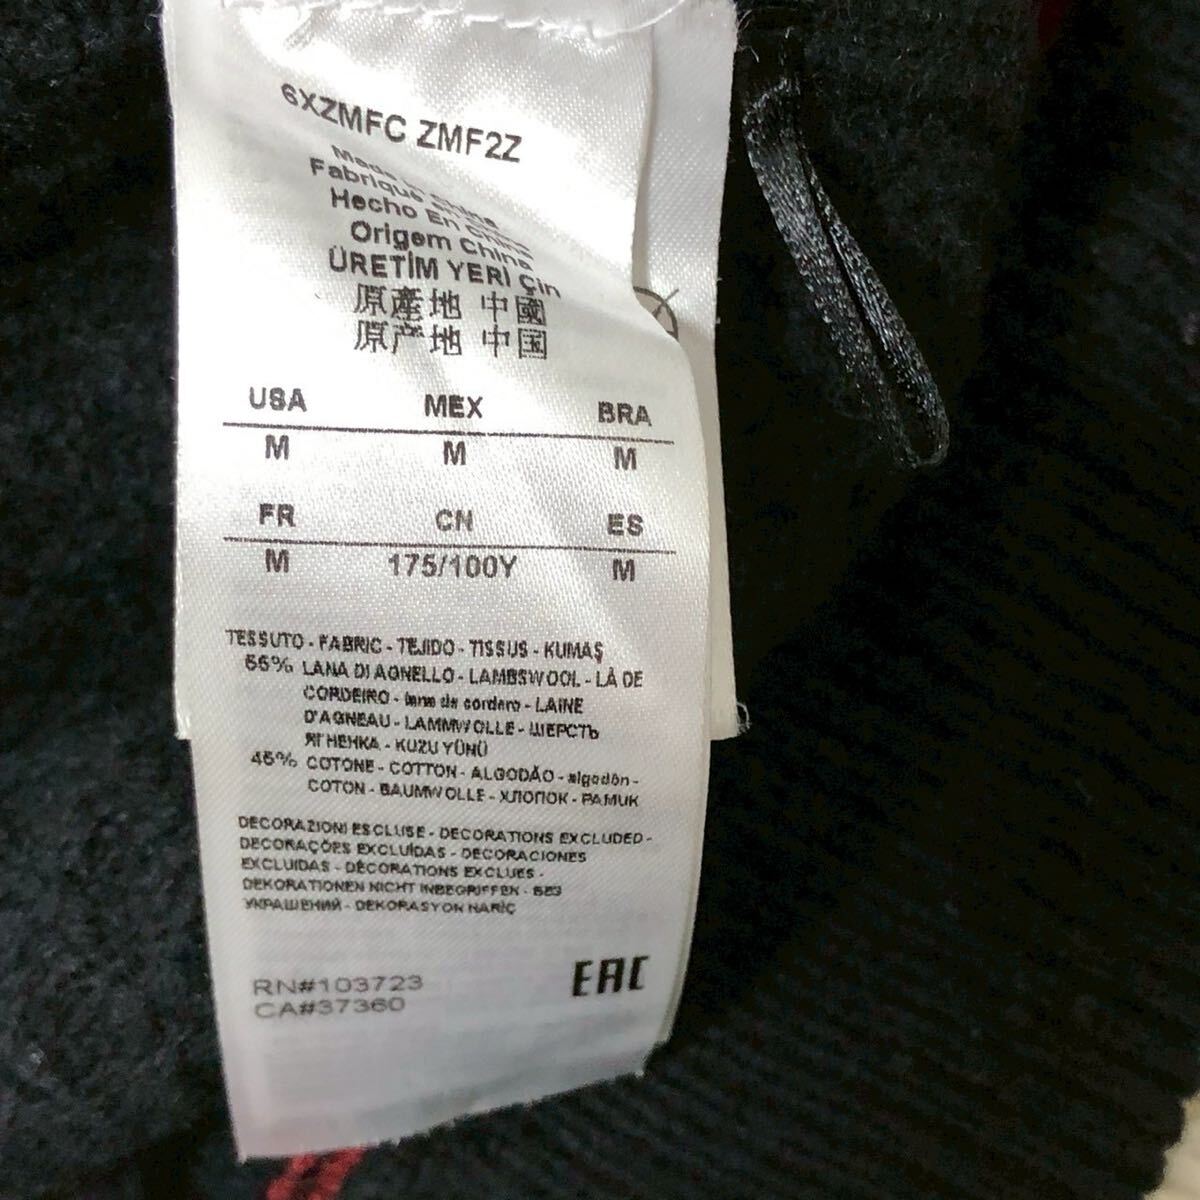 6XZMFC ZMF2Z
Made in China
Fabriqué Chine
Hecho En China
Origem China
ÜRETİM YERİ Çin
原產地 中國
原产地 中国
USA MEX BRA
M M M
FR CN ES
M 175/100Y M
TESSUTO - FABRIC - TEJIDO - TISSUS - KUMAŞ
55% LANA DI AGNELLO - LAMBSWOOL - LÃ DE
CORDEIRO - lana de cordero - LAINE
D'AGNEAU - LAMMWOLLE - ШЕРСТЬ
ЯГНЕНКА - KUZU YÜNÜ
45% COTONE - COTTON - ALGODÃO - algodón -
COTON - BAUMWOLLE - ХЛОПОК - PAMUK
DECORAZIONI ESCLUSE - DECORATIONS EXCLUDED -
DECORAÇÕES EXCLUÍDAS - DECORACIONES
EXCLUIDAS - DÉCORATIONS EXCLUES -
DEKORATIONEN NICHT INBEGRIFFEN - БЕЗ
УКРАШЕНИЙ - DEKORASYON HARİÇ
RN#103723
CA#37360
EAC